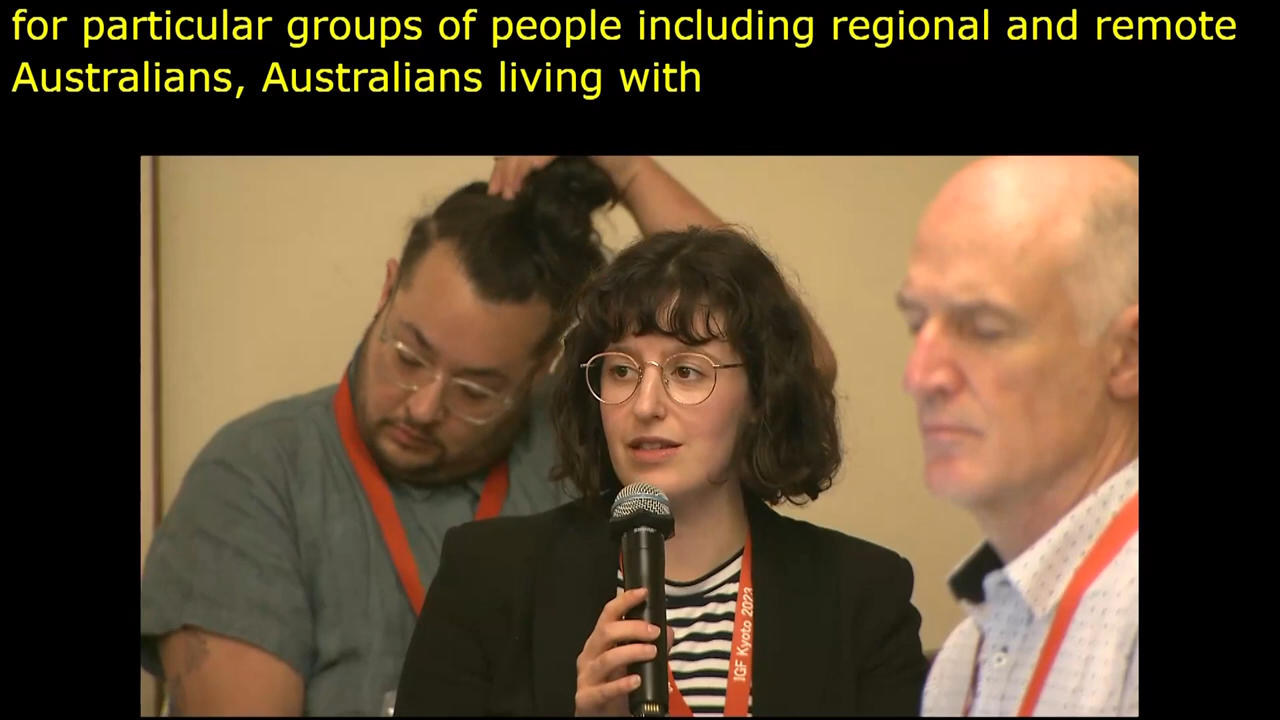 for particular groups of people including regional and remote
Australians, Australians living with
IGF Kyoto 2023